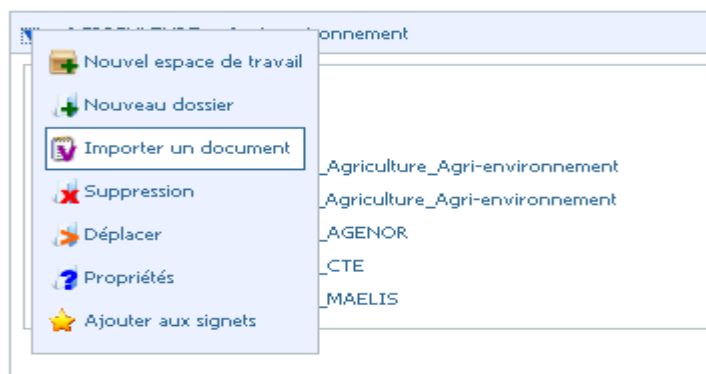 onnement
Nouvel espace de travail
Nouveau dossier
Importer un document
_Agriculture_Agri-environnement
Suppression
_Agriculture_Agri-environnement
Déplacer
_AGENOR
_CTE
Propriétés
_MAELIS
Ajouter aux signets